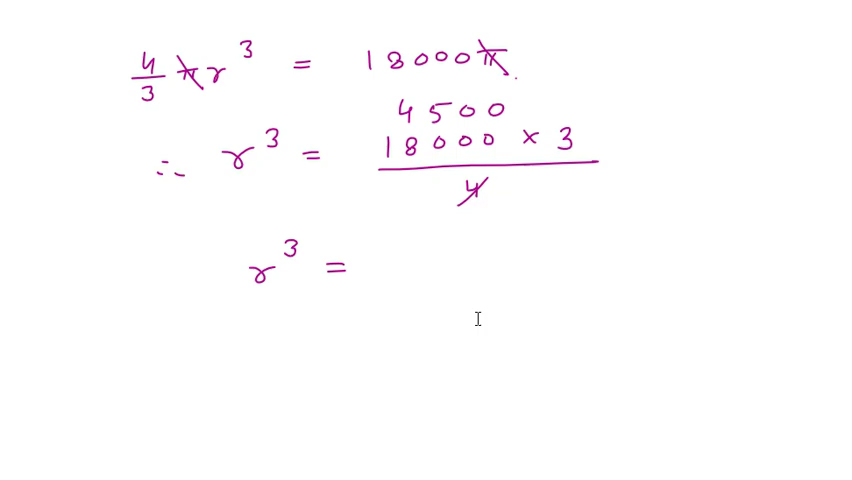 4/3 πr³ = 18000π.
4500
∴ r³ = 18000 × 3 / 4
r³ =